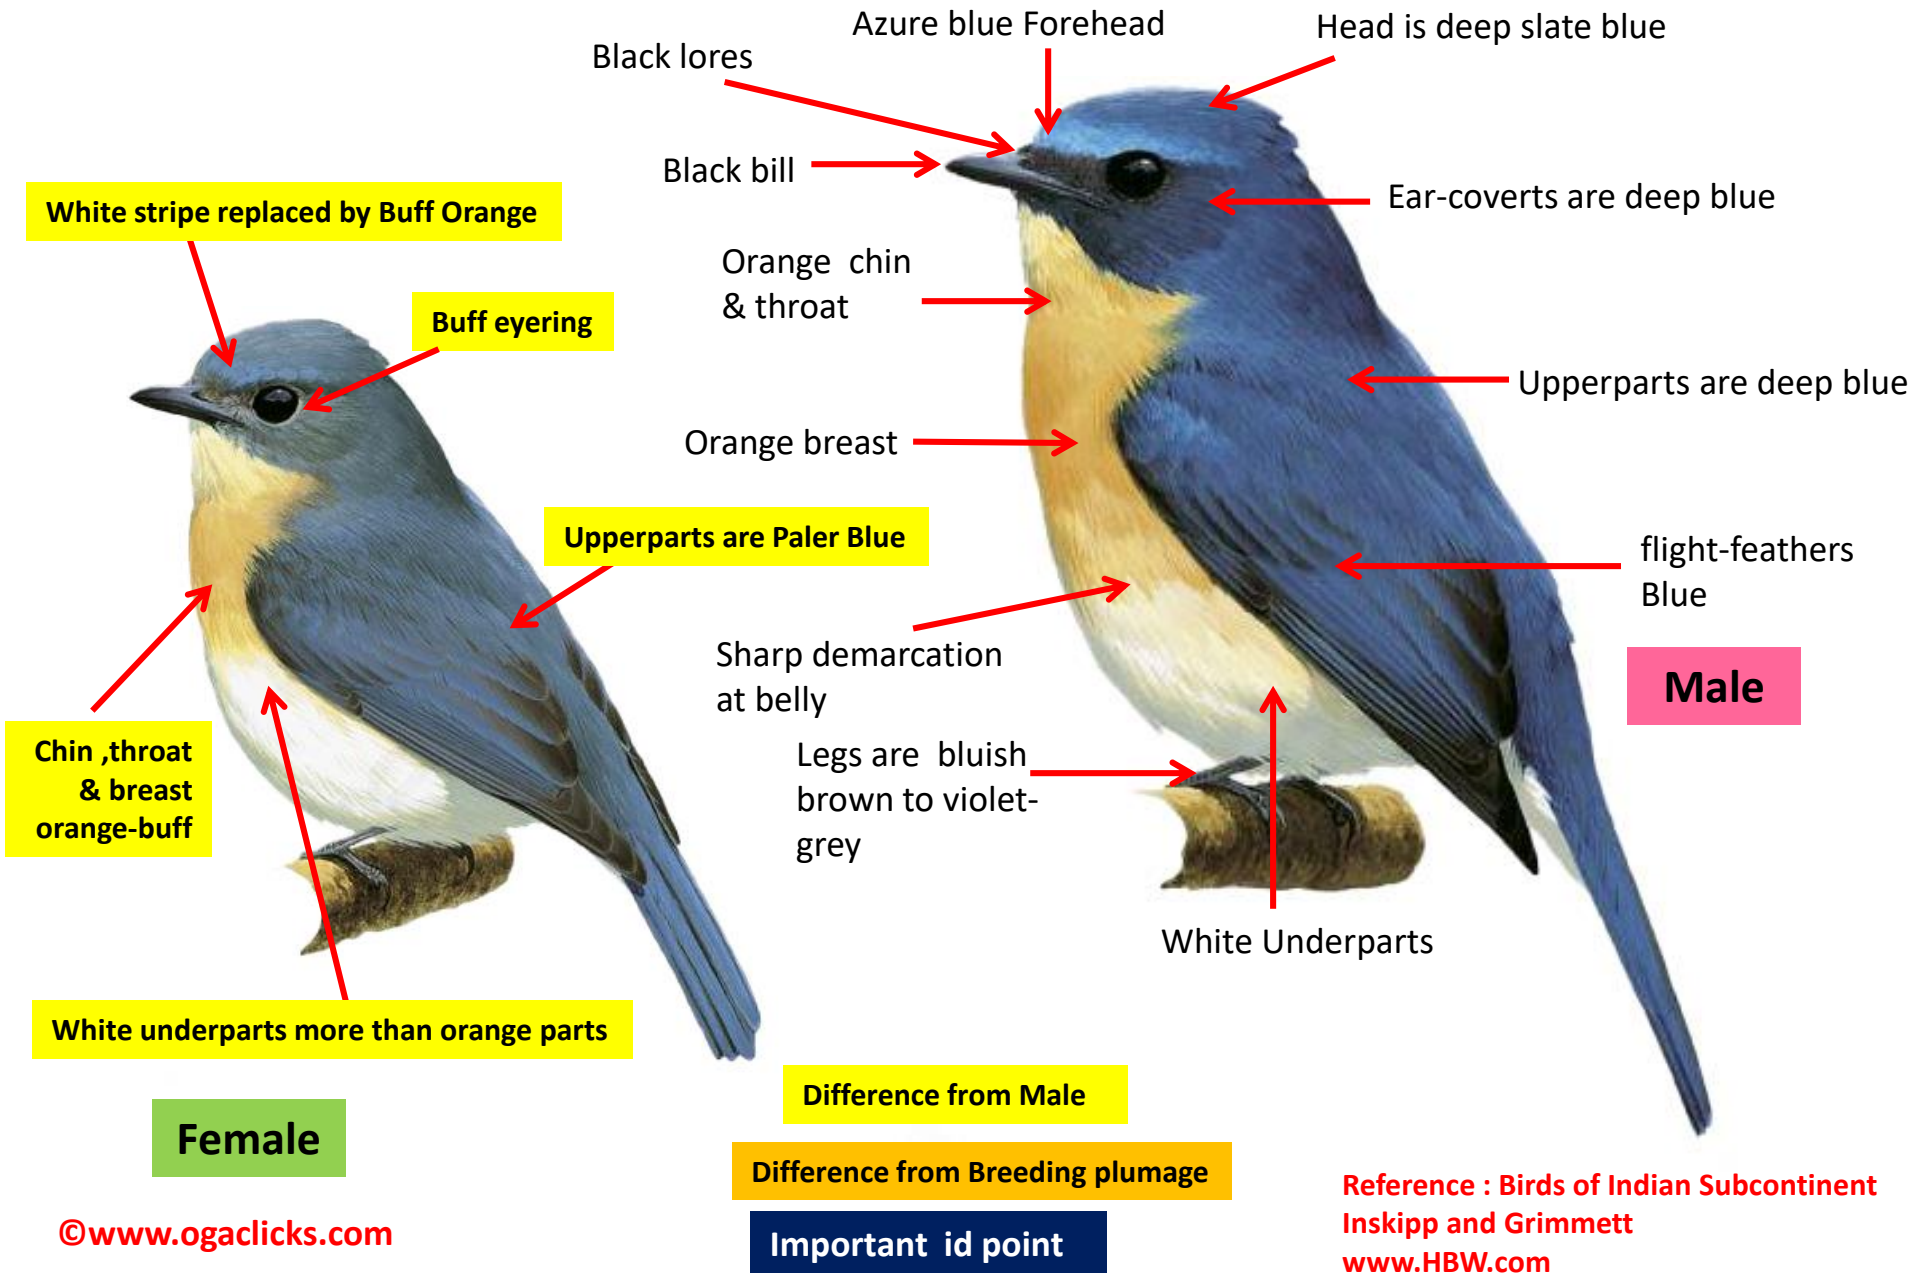 Azure blue Forehead
Head is deep slate blue
Black lores
Black bill
White stripe replaced by Buff Orange
Ear-coverts are deep blue
Orange chin
& throat
Buff eyering
Upperparts are deep blue
Orange breast
Upperparts are Paler Blue
flight-feathers
Blue
Sharp demarcation
at belly
Male
Chin ,throat
& breast
orange-buff
Legs are bluish
brown to violet-
grey
White Underparts
White underparts more than orange parts
Difference from Male
Female
Difference from Breeding plumage
Reference : Birds of Indian Subcontinent
Inskipp and Grimmett
www.HBW.com
©www.ogaclicks.com
Important id point